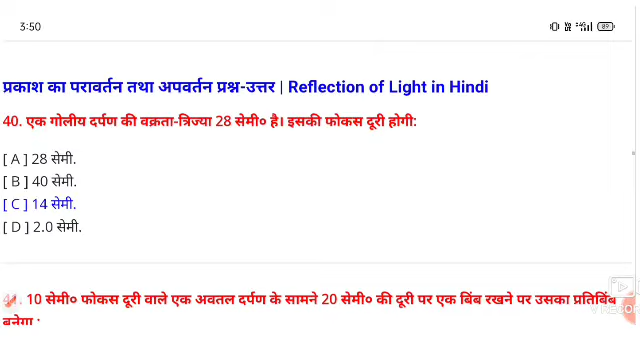 3:50
89
प्रकाश का परावर्तन तथा अपवर्तन प्रश्न-उत्तर | Reflection of Light in Hindi
40. एक गोलीय दर्पण की वक्रता-त्रिज्या 28 सेमी० है। इसकी फोकस दूरी होगी:
[ A ] 28 सेमी.
[ B ] 40 सेमी.
[ C ] 14 सेमी.
[ D ] 2.0 सेमी.
41. 10 सेमी० फोकस दूरी वाले एक अवतल दर्पण के सामने 20 सेमी० की दूरी पर एक बिंब रखने पर उसका प्रतिबिंब
बनेगा :